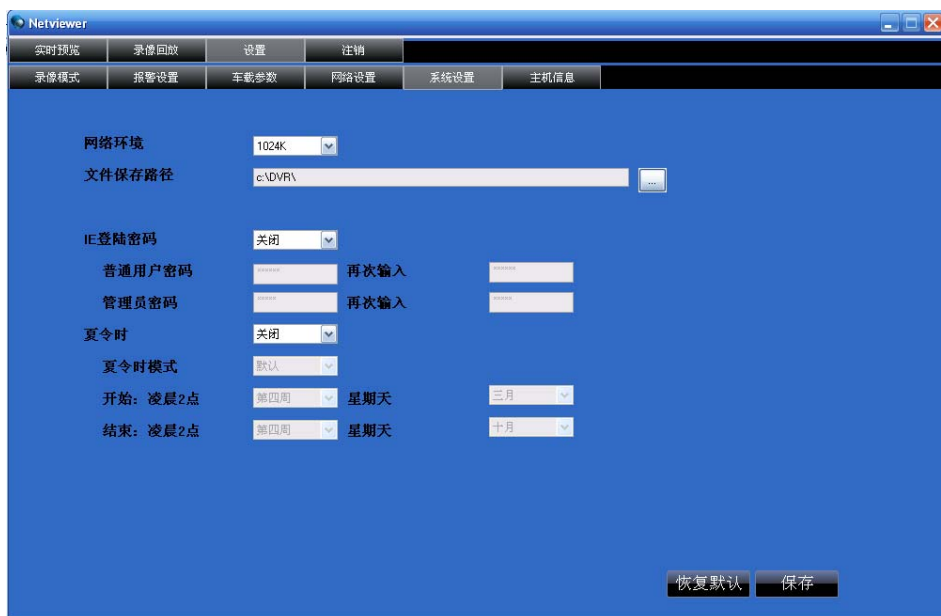 Netviewer
实时预览 录像回放 设置 注销
录像模式 报警设置 车载参数 网络设置 系统设置 主机信息
网络环境 1024K
文件保存路径 c:\DVR\ ...
IE登陆密码 关闭
普通用户密码 ****** 再次输入 ******
管理员密码 ****** 再次输入 ******
夏令时 关闭
夏令时模式 默认
开始：凌晨2点 第四周 星期天 三月
结束：凌晨2点 第四周 星期天 十月
恢复默认 保存